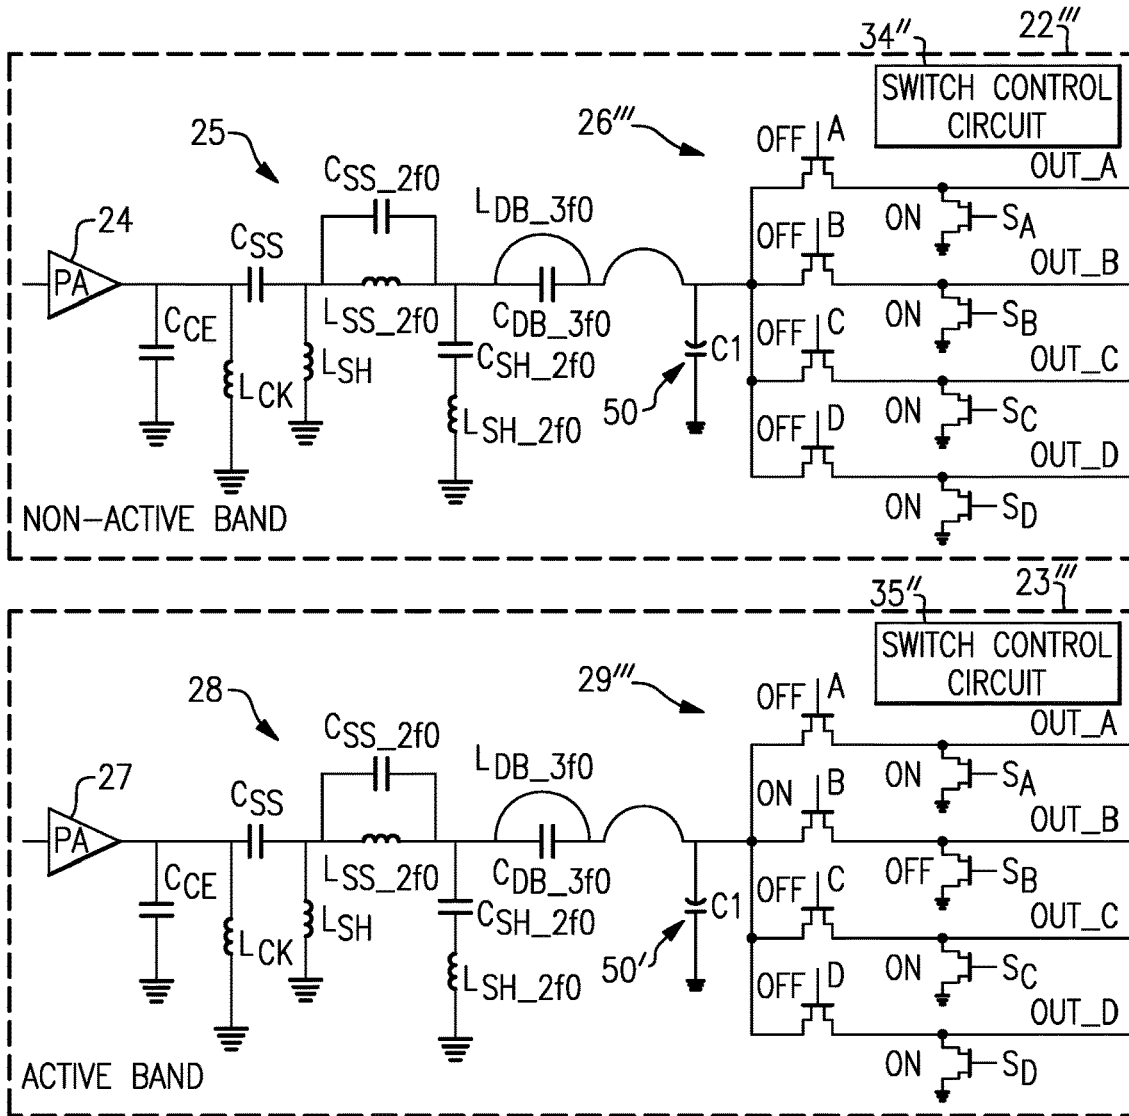 34″
22‴
SWITCH CONTROL
CIRCUIT
25
26‴
OFF
A
OUT_A
CSS_2f0
LDB_3f0
24
CSS
ON
SA
OFF
B
OUT_B
PA
CCE
LSS_2f0
CDB_3f0
ON
SB
OFF
C
OUT_C
LCK
LSH
CSH_2f0
50
C1
ON
SC
OFF
D
OUT_D
LSH_2f0
ON
SD
NON-ACTIVE BAND
35″
23‴
SWITCH CONTROL
CIRCUIT
28
29‴
OFF
A
OUT_A
CSS_2f0
LDB_3f0
27
CSS
ON
SA
ON
B
OUT_B
PA
CCE
LSS_2f0
CDB_3f0
OFF
SB
OFF
C
OUT_C
LCK
LSH
CSH_2f0
50′
C1
ON
SC
OFF
D
OUT_D
LSH_2f0
ON
SD
ACTIVE BAND